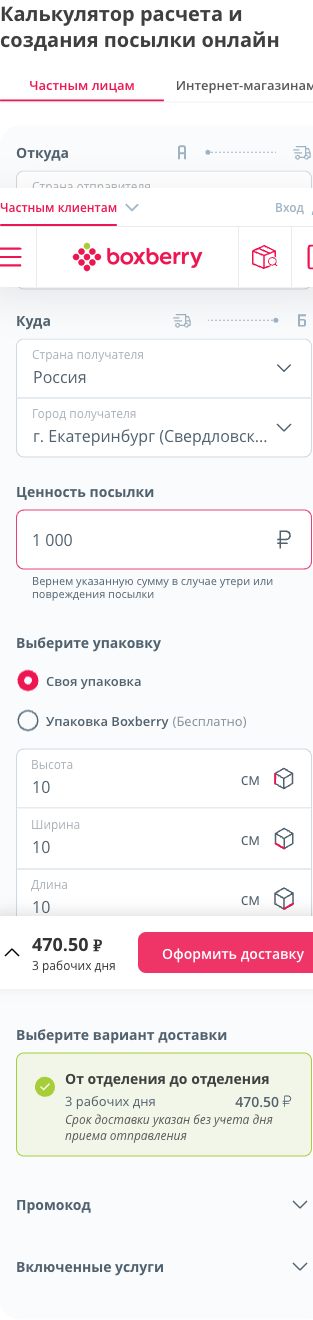 Калькулятор расчета и
создания посылки онлайн
Частным лицам
Интернет-магазинам
Откуда
А
Страна отправителя
Частным клиентам
Вход
boxberry
Куда
Б
Страна получателя
Россия
Город получателя
г. Екатеринбург (Свердловск...
Ценность посылки
1 000 ₽
Вернем указанную сумму в случае утери или
повреждения посылки
Выберите упаковку
Своя упаковка
Упаковка Boxberry (Бесплатно)
Высота
10 см
Ширина
10 см
Длина
10 см
470.50 ₽
3 рабочих дня
Оформить доставку
Выберите вариант доставки
От отделения до отделения
3 рабочих дня 470.50 ₽
Срок доставки указан без учета дня
приема отправления
Промокод
Включенные услуги